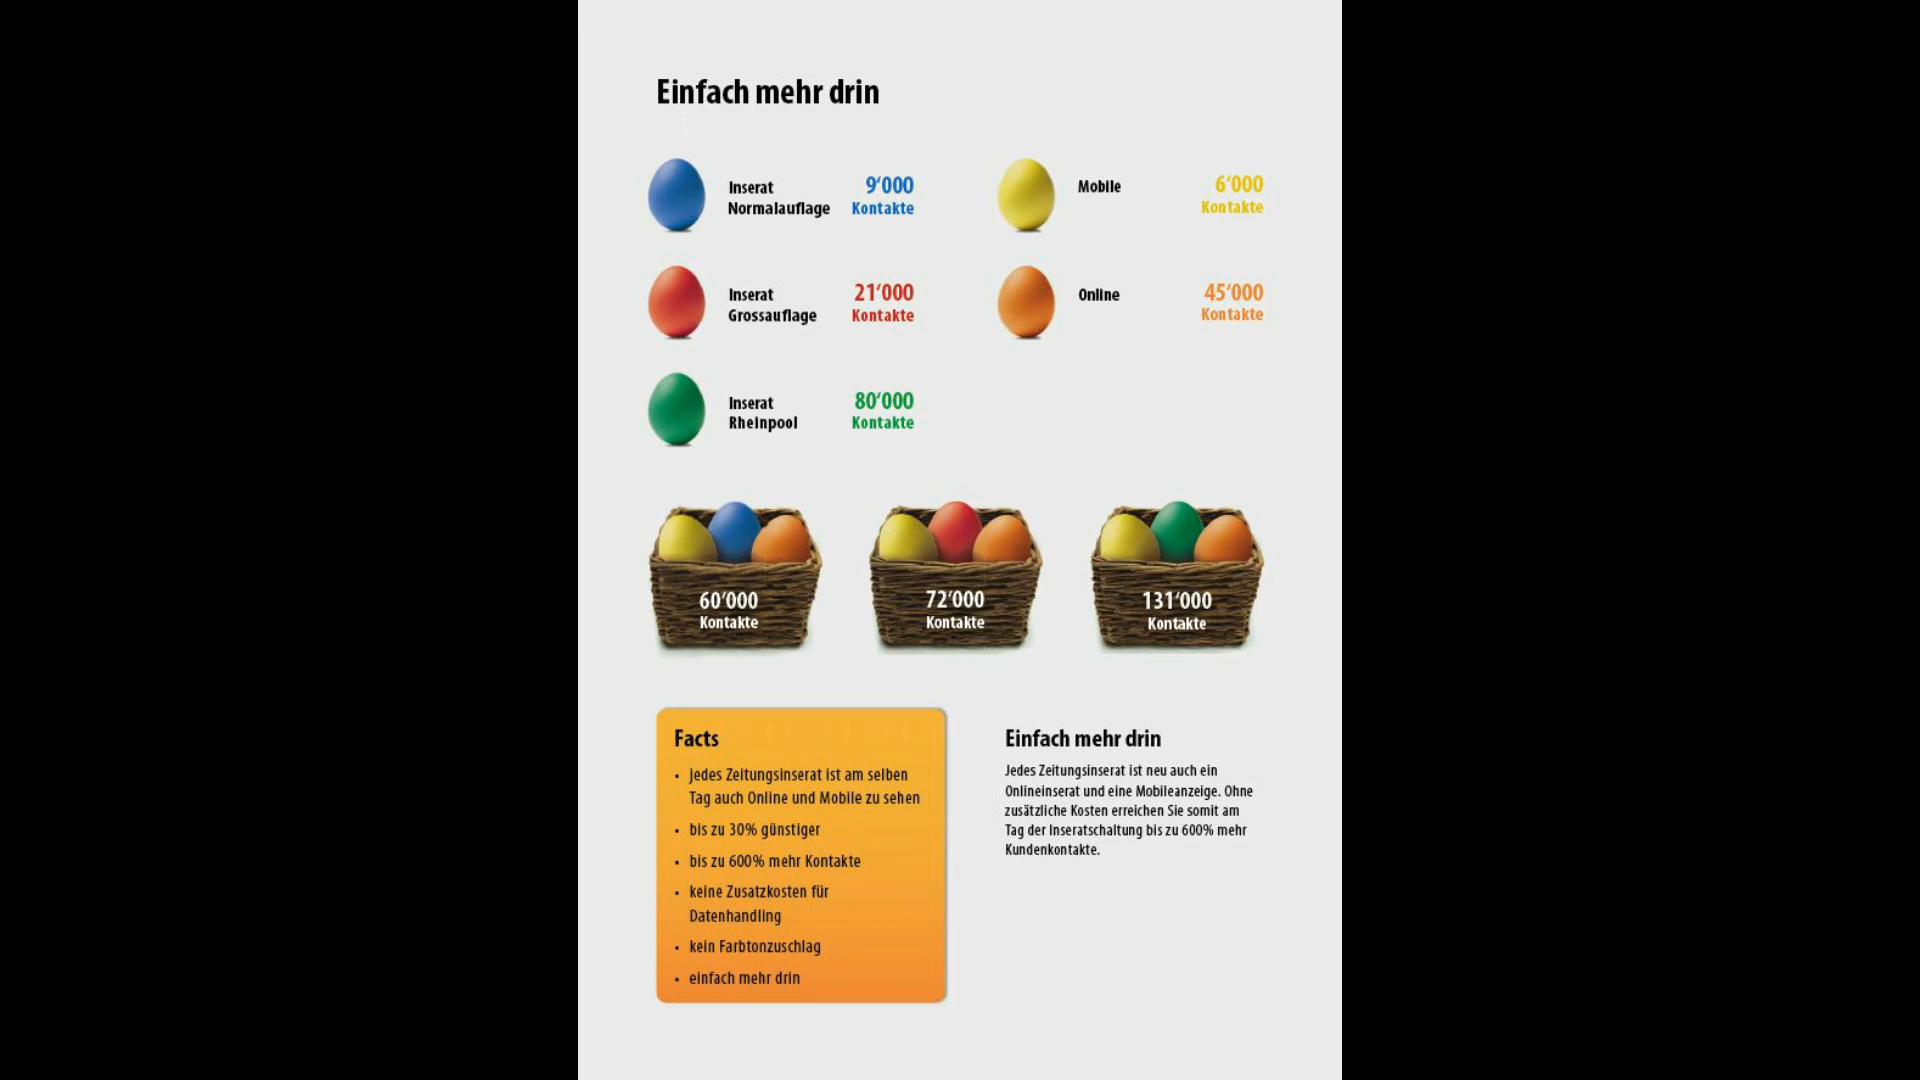 Einfach mehr drin
Inserat
Normalauflage
9‘000
Kontakte
Mobile
6‘000
Kontakte
Inserat
Grossauflage
21‘000
Kontakte
Online
45‘000
Kontakte
Inserat
Rheinpool
80‘000
Kontakte
60‘000
Kontakte
72‘000
Kontakte
131‘000
Kontakte
Facts
• Jedes Zeitungsinserat ist am selben
Tag auch Online und Mobile zu sehen
• bis zu 30% günstiger
• bis zu 600% mehr Kontakte
• keine Zusatzkosten für
Datenhandling
• kein Farbtonzuschlag
• einfach mehr drin
Einfach mehr drin
Jedes Zeitungsinserat ist neu auch ein
Onlineinserat und eine Mobileanzeige. Ohne
zusätzliche Kosten erreichen Sie somit am
Tag der Inseratschaltung bis zu 600% mehr
Kundenkontakte.